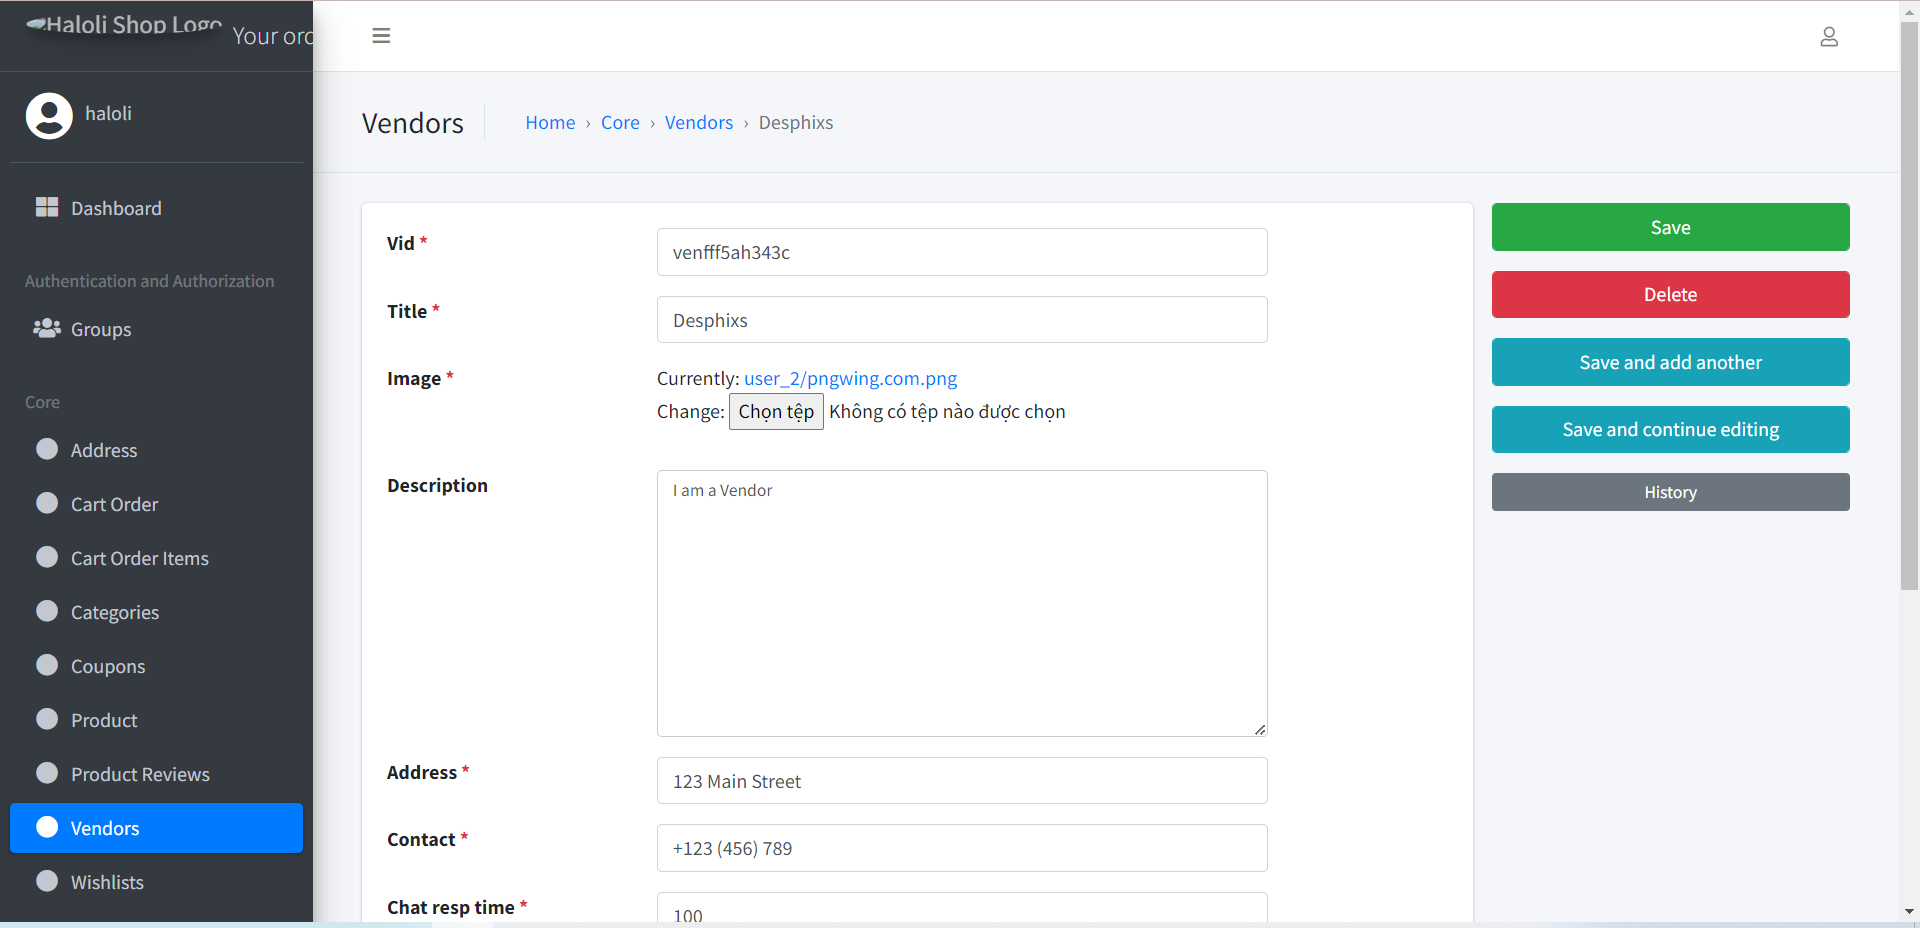 Haloli Shop Logo
Your orc
haloli
Dashboard
Authentication and Authorization
Groups
Core
Address
Cart Order
Cart Order Items
Categories
Coupons
Product
Product Reviews
Vendors
Wishlists
Vendors
Home › Core › Vendors › Desphixs
Vid *
venfff5ah343c
Title *
Desphixs
Image *
Currently: user_2/pngwing.com.png
Change: Chọn tệp Không có tệp nào được chọn
Description
I am a Vendor
Address *
123 Main Street
Contact *
+123 (456) 789
Chat resp time *
100
Save
Delete
Save and add another
Save and continue editing
History